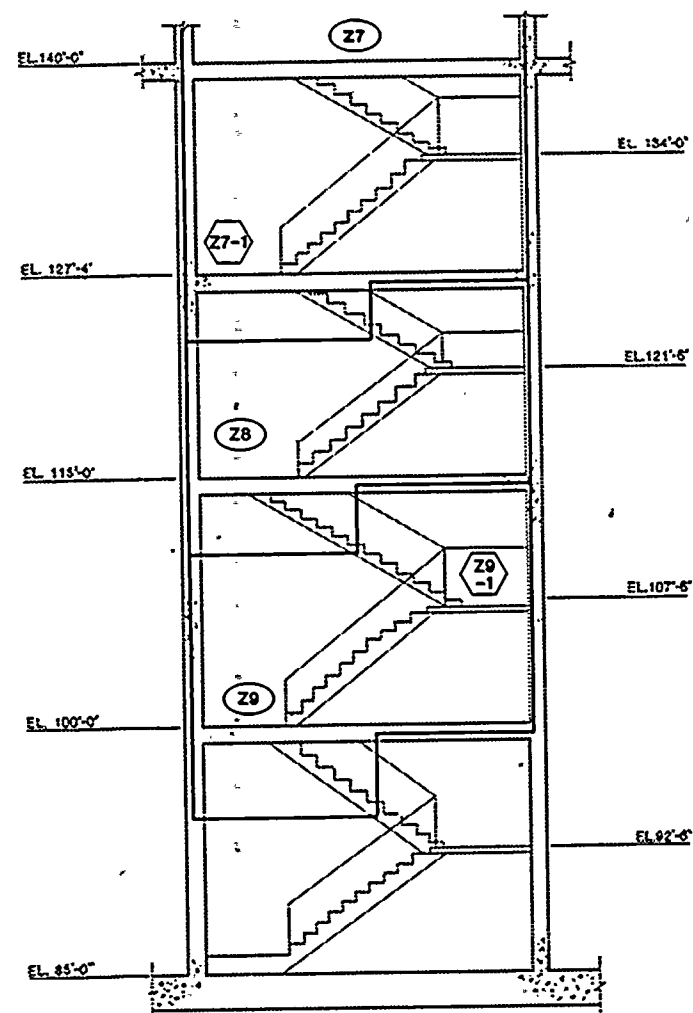 Z7
EL.140'-0"
EL. 134'-0"
Z7-1
EL. 127'-4"
EL.121'-6"
Z8
EL. 115'-0"
Z9
-1
EL.107'-6"
Z9
EL. 100'-0"
EL.92'-6"
EL. 85'-0"